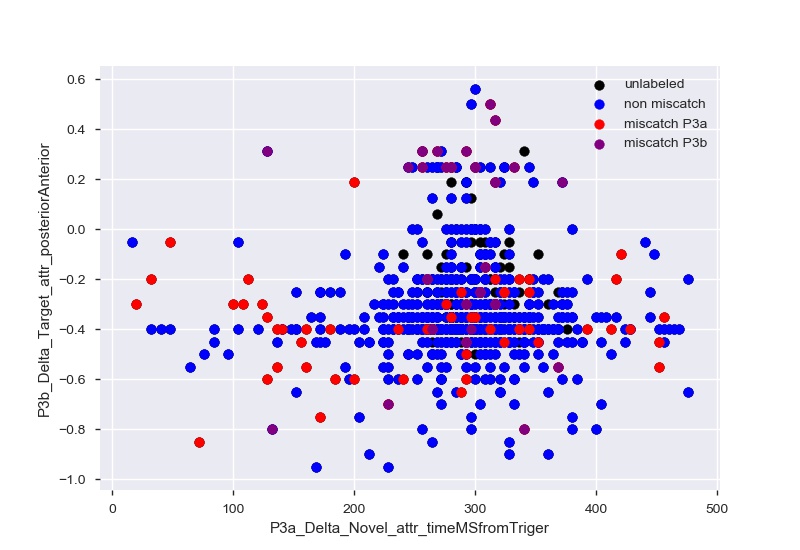 unlabeled
non miscatch
miscatch P3a
miscatch P3b
0.6
0.4
0.2
0.0
−0.2
−0.4
−0.6
−0.8
−1.0
P3b_Delta_Target_attr_posteriorAnterior
0
100
200
300
400
500
P3a_Delta_Novel_attr_timeMSfromTriger